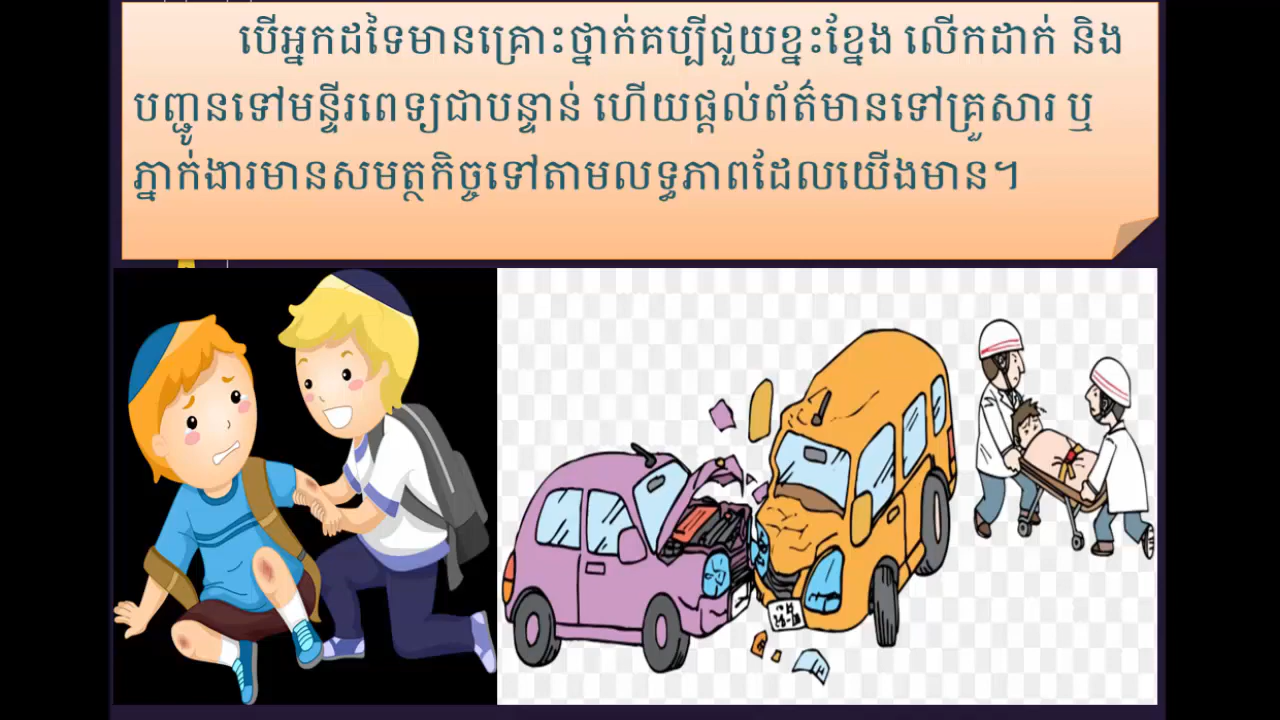 បើអ្នកដទៃមានគ្រោះថ្នាក់គប្បីជួយខ្នះខ្នែង លើកដាក់ និង
បញ្ជូនទៅមន្ទីរពេទ្យជាបន្ទាន់ ហើយផ្តល់ព័ត៌មានទៅគ្រួសារ ឬ
ភ្នាក់ងារមានសមត្ថកិច្ចទៅតាមលទ្ធភាពដែលយើងមាន។